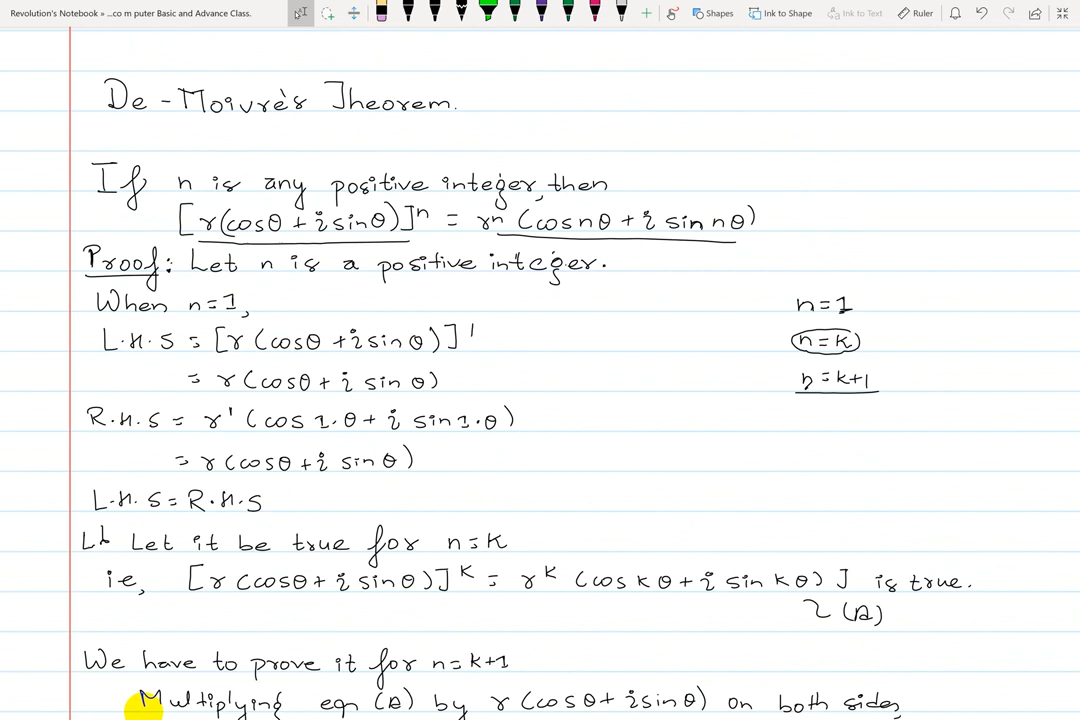 Revolution's Notebook » ...co m puter Basic and Advance Class.
Shapes
Ink to Shape
Ink to Text
Ruler
De-Moivre's Theorem.
If n is any positive integer, then
[r(cosθ + i sinθ)]ⁿ = rⁿ (cosnθ + i sin nθ)
Proof: Let n is a positive integer.
When n=1,
n=1
L.H.S = [r (cosθ + i sin θ)]¹
n=k
= r (cosθ + i sin θ)
n=k+1
R.H.S = r¹ (cos 1.θ + i sin 1.θ)
= r (cosθ + i sin θ)
L.H.S = R.H.S
Let it be true for n=k
ie, [r (cosθ + i sin θ)]ᵏ = rᵏ (cos kθ + i sin kθ)] is true.
(A)
We have to prove it for n=k+1
Multiplying eqn (A) by r (cosθ + i sinθ) on both sides,